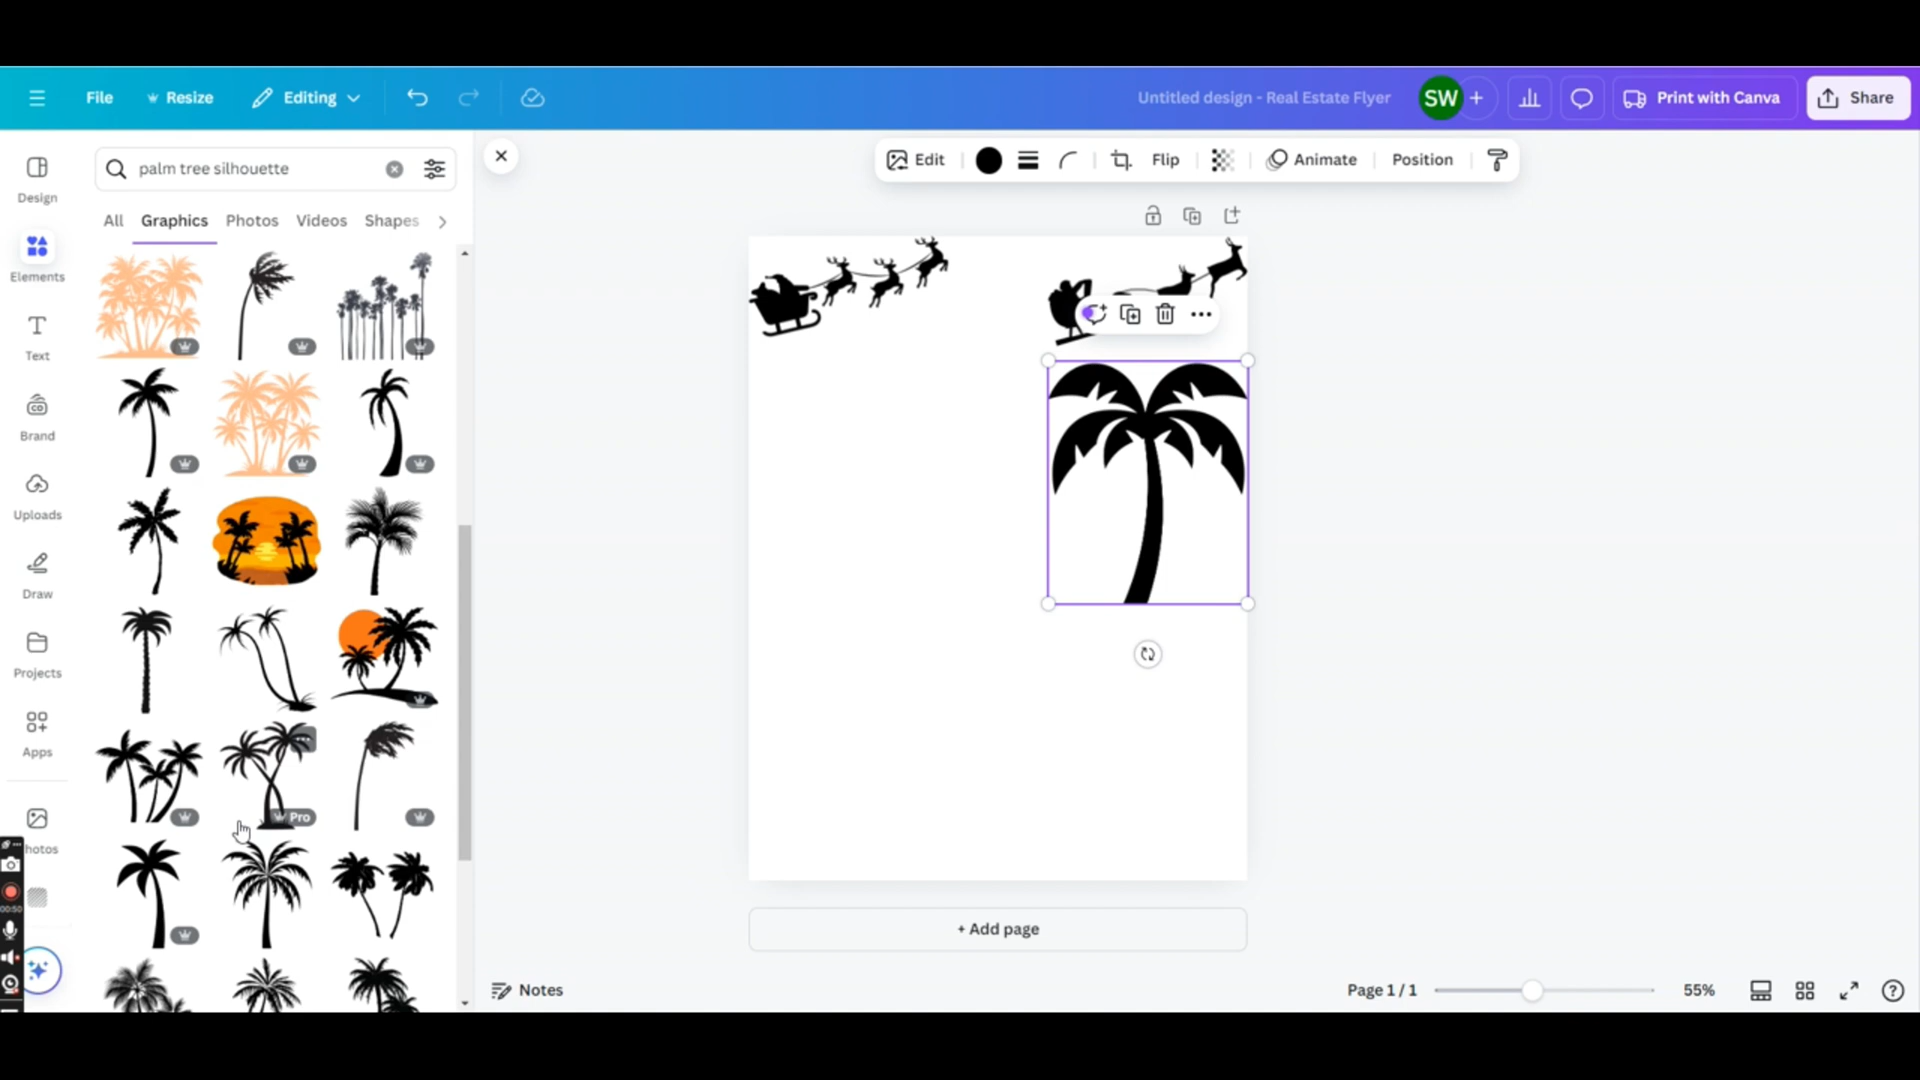 File
Resize
Editing
Untitled design - Real Estate Flyer
SW
+
Print with Canva
Share
Design
Elements
Text
Brand
Uploads
Draw
Projects
Apps
hotos
palm tree silhouette
All Graphics Photos Videos Shapes
Pro
Edit
Flip
Animate
Position
+ Add page
Notes
Page 1 / 1
55%
00:50